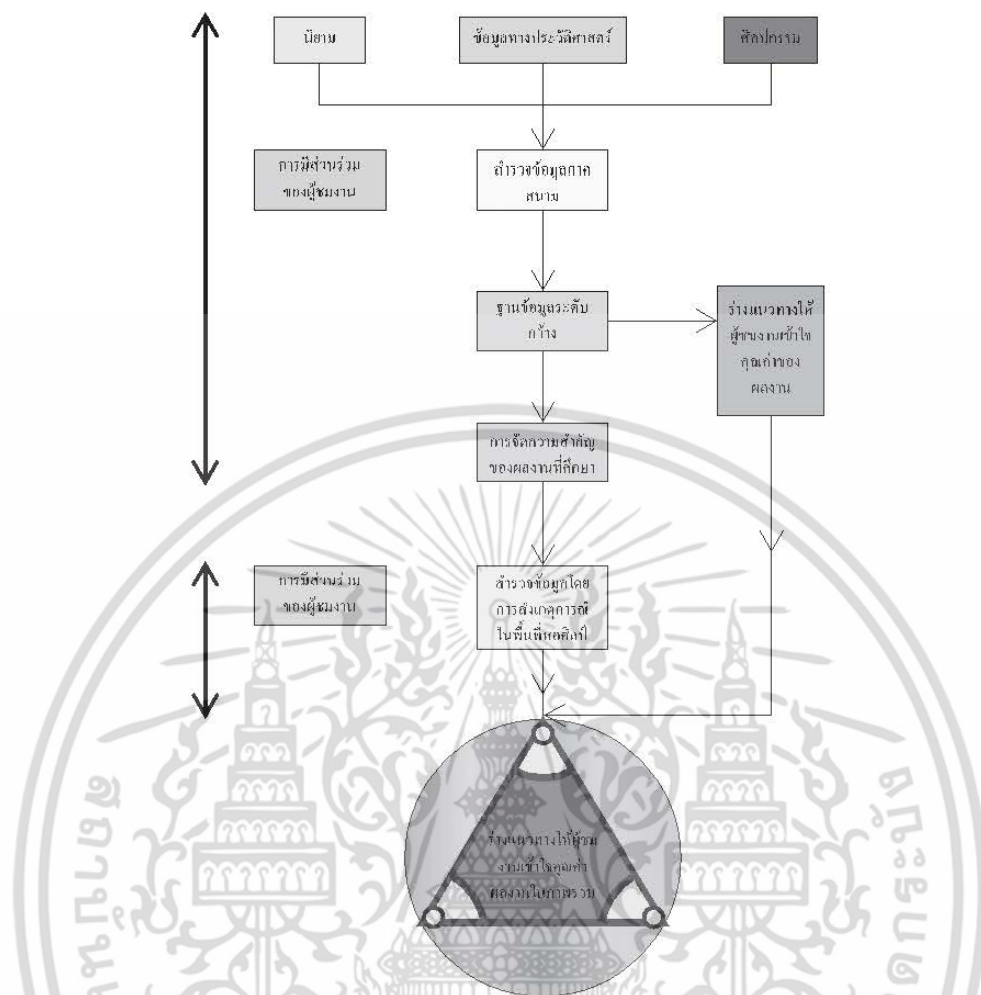 นิยาม
ข้อมูลทางประวัติศาสตร์
ศิลปกรรม
การมีส่วนร่วม
ของผู้ชมงาน
สำรวจข้อมูลภาค
สนาม
ฐานข้อมูลระดับ
กว้าง
ร่างแนวทางให้
ผู้ชมงานเข้าใจ
คุณค่าของ
ผลงาน
การจัดความสำคัญ
ของผลงานที่ศึกษา
การมีส่วนร่วม
ของผู้ชมงาน
สำรวจข้อมูลโดย
การสังเกตุการณ์
ในพื้นที่หอศิลป์
ร่างแนวทางให้ผู้ชม
งานเข้าใจคุณค่า
ผลงานในภาพรวม